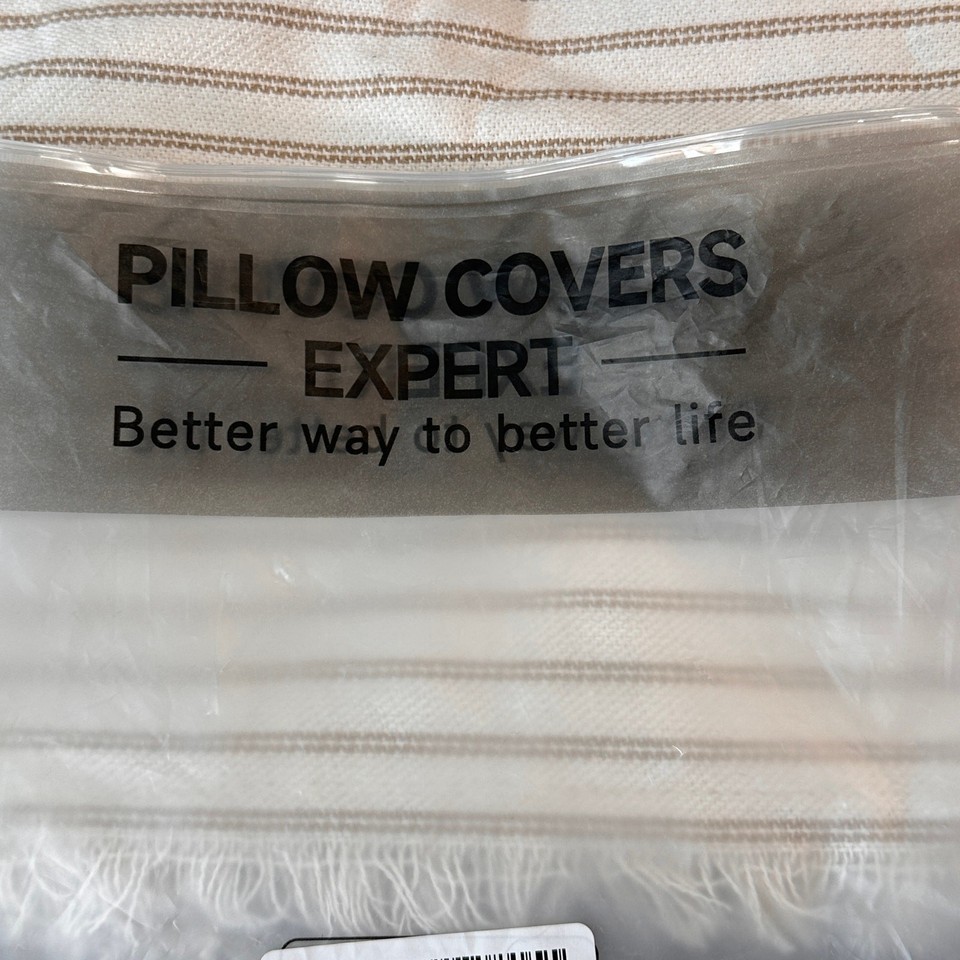 PILLOW COVERS
EXPERT
Better way to better life